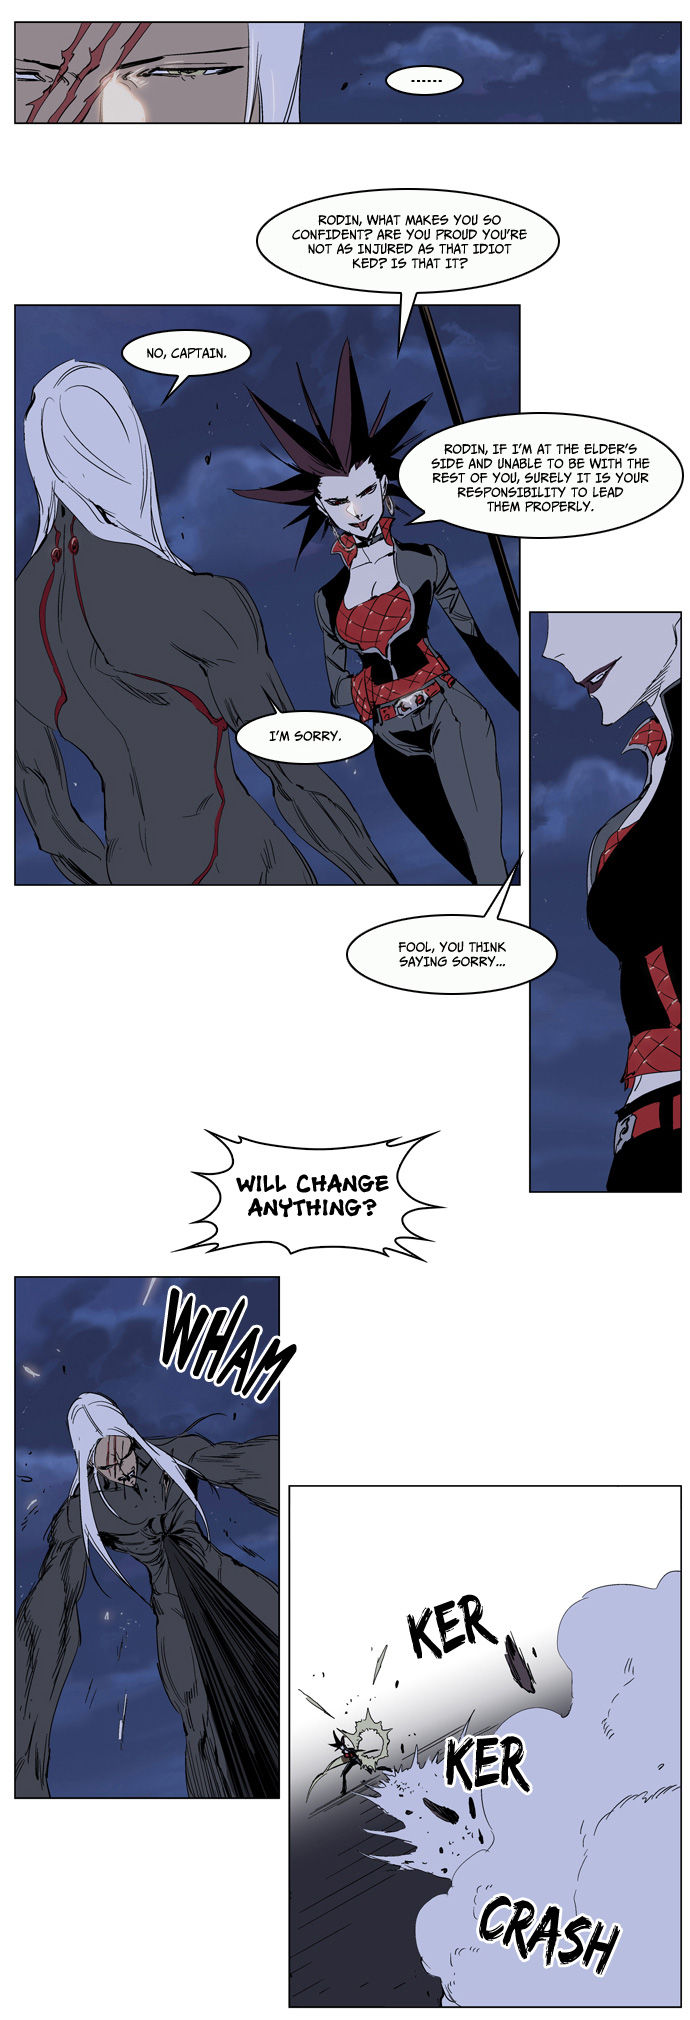 ......
RODIN, WHAT MAKES YOU SO
CONFIDENT? ARE YOU PROUD YOU'RE
NOT AS INJURED AS THAT IDIOT
KED? IS THAT IT?
NO, CAPTAIN.
RODIN, IF I'M AT THE ELDER'S
SIDE AND UNABLE TO BE WITH THE
REST OF YOU, SURELY IT IS YOUR
RESPONSIBILITY TO LEAD
THEM PROPERLY.
I'M SORRY.
FOOL, YOU THINK
SAYING SORRY...
WILL CHANGE
ANYTHING?
WHAM
KER
KER
CRASH